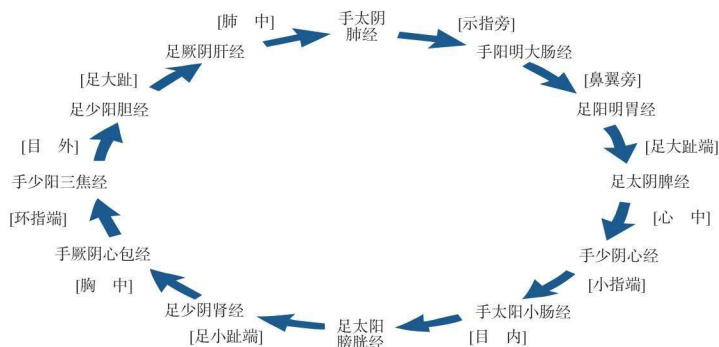 手太阴
肺经
[示指旁]
手阳明大肠经
[鼻翼旁]
足阳明胃经
[足大趾端]
足太阴脾经
[心 中]
手少阴心经
[小指端]
手太阳小肠经
[目 内]
足太阳
膀胱经
[足小趾端]
足少阴肾经
[胸 中]
手厥阴心包经
[环指端]
手少阳三焦经
[目 外]
足少阳胆经
[足大趾]
足厥阴肝经
[肺 中]